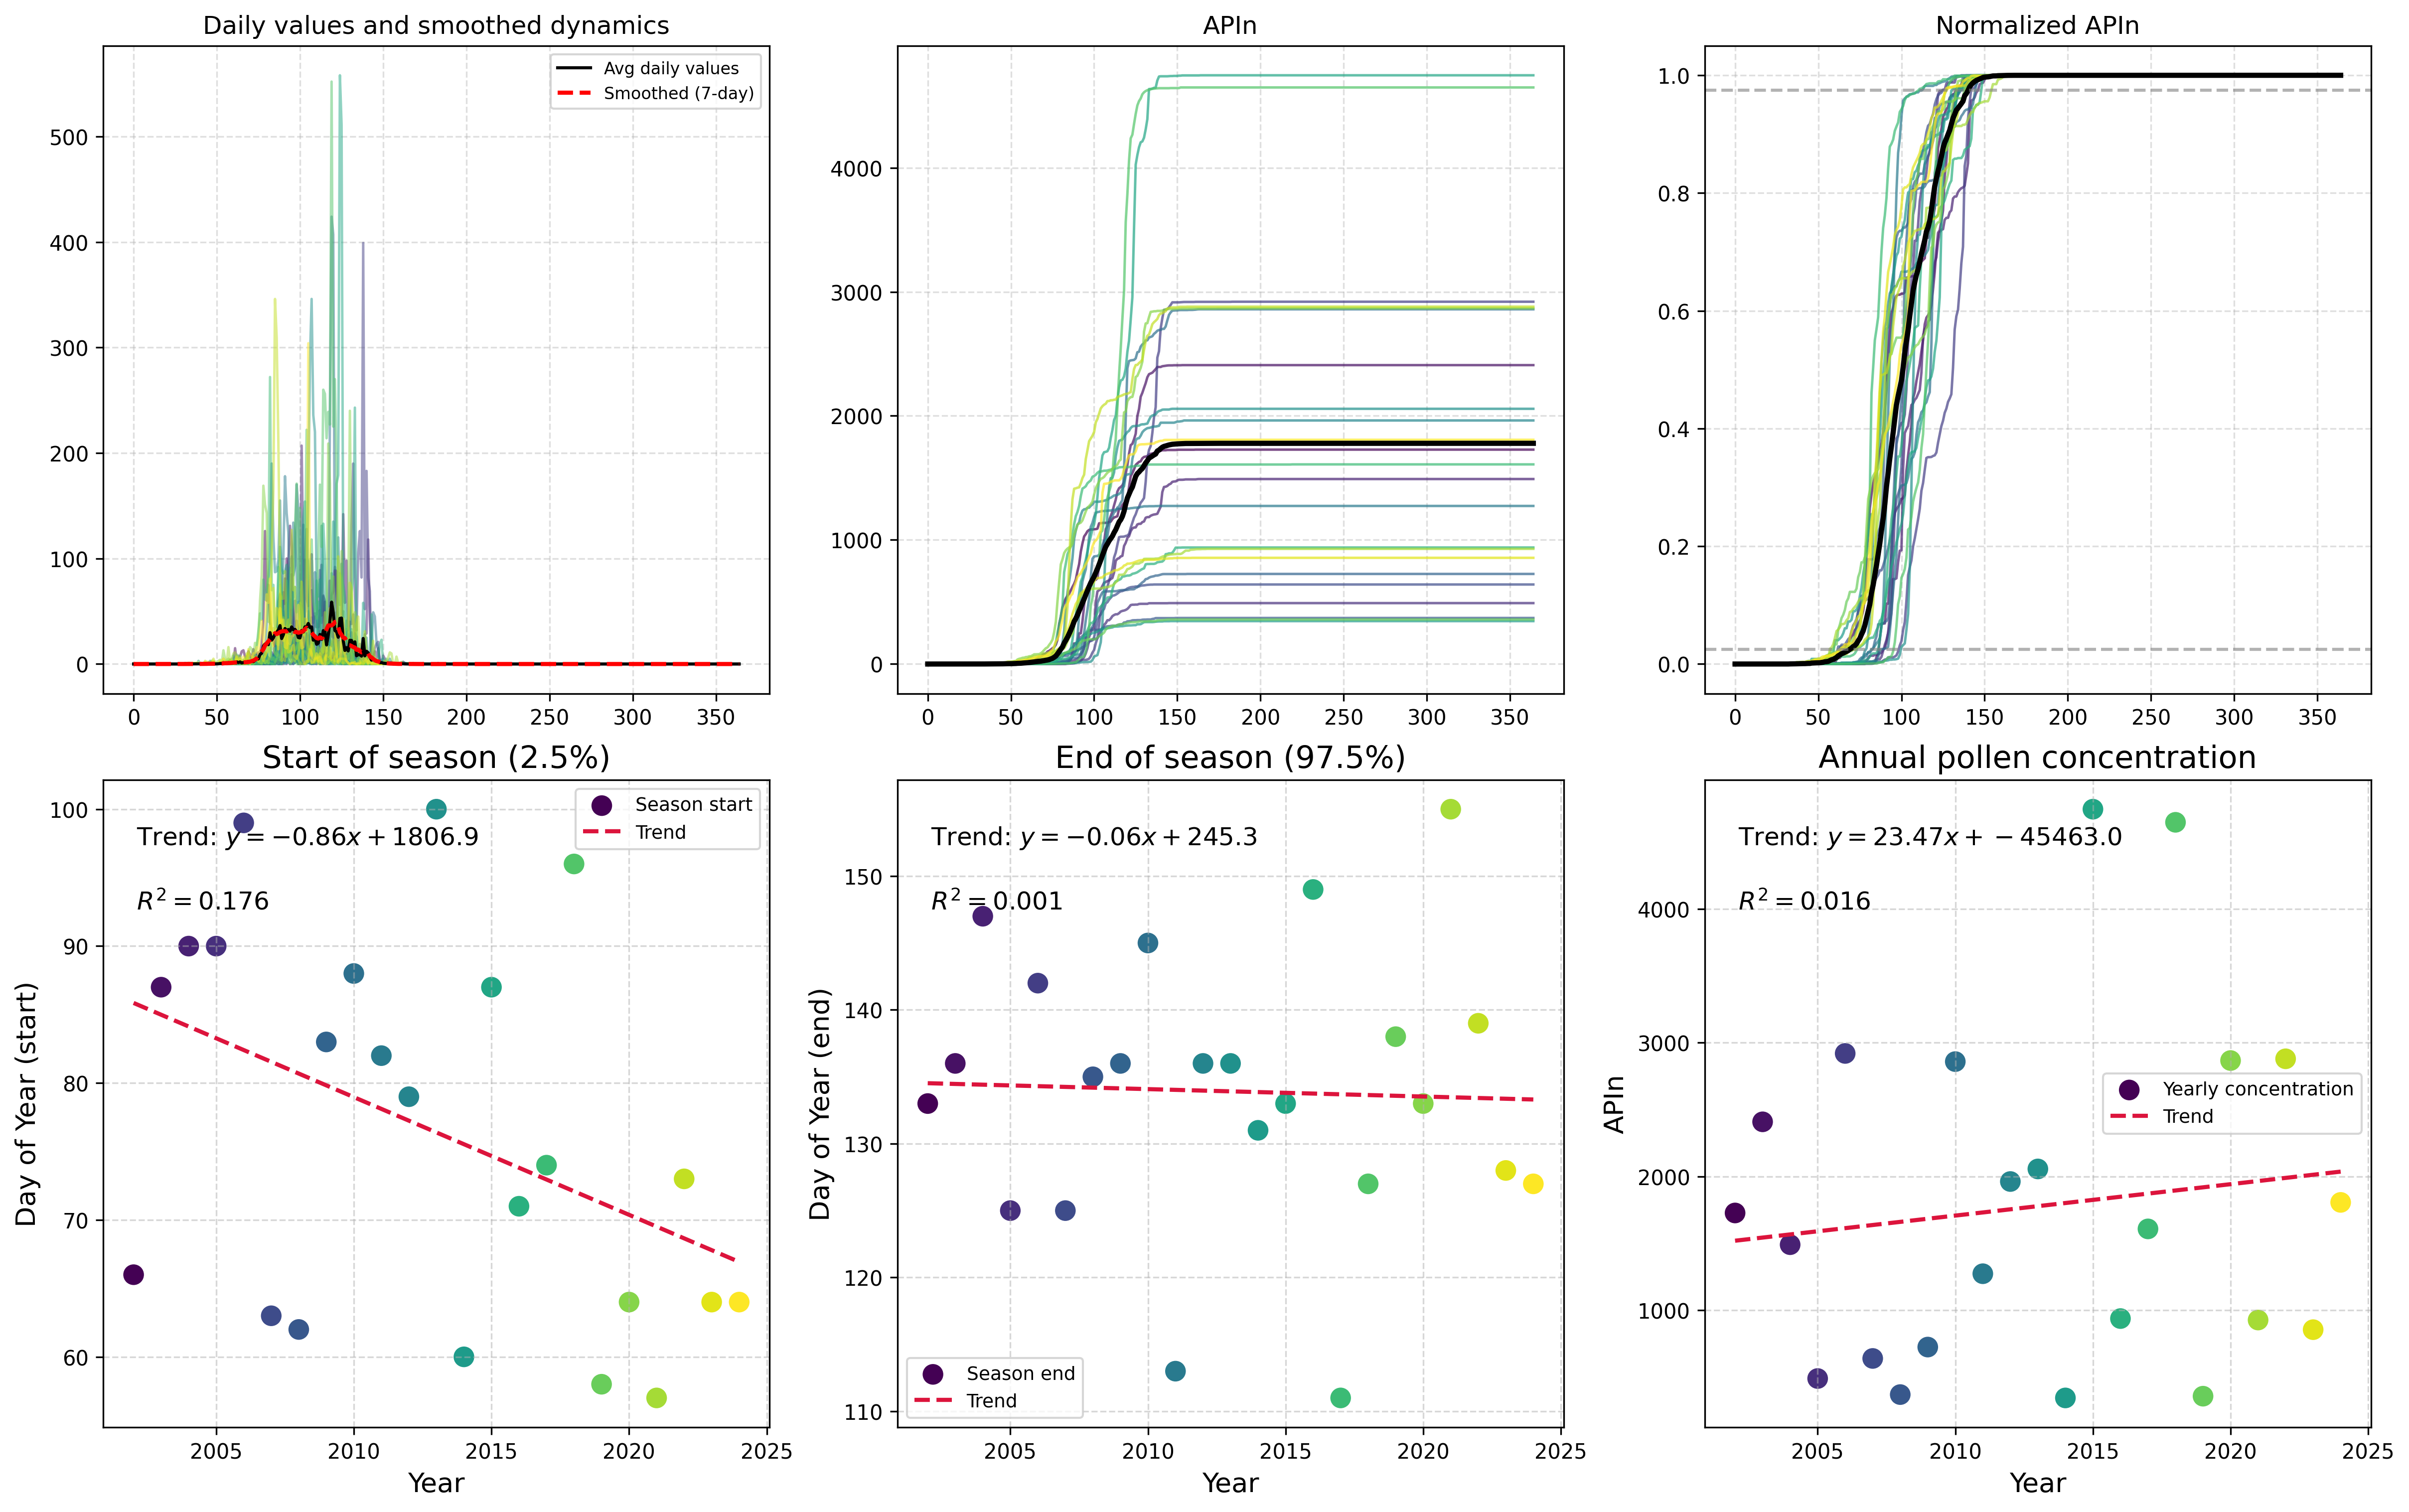 Daily values and smoothed dynamics
Avg daily values
Smoothed (7-day)
500
400
300
200
100
0
0 50 100 150 200 250 300 350
APIn
4000
3000
2000
1000
0
0 50 100 150 200 250 300 350
Normalized APIn
1.0
0.8
0.6
0.4
0.2
0.0
0 50 100 150 200 250 300 350
Start of season (2.5%)
Season start
Trend
Trend: y = −0.86x + 1806.9
R² = 0.176
Day of Year (start)
100
90
80
70
60
2005 2010 2015 2020 2025
Year
End of season (97.5%)
Trend: y = −0.06x + 245.3
R² = 0.001
Day of Year (end)
150
140
130
120
110
Season end
Trend
2005 2010 2015 2020 2025
Year
Annual pollen concentration
Trend: y = 23.47x + −45463.0
R² = 0.016
APIn
4000
3000
2000
1000
Yearly concentration
Trend
2005 2010 2015 2020 2025
Year